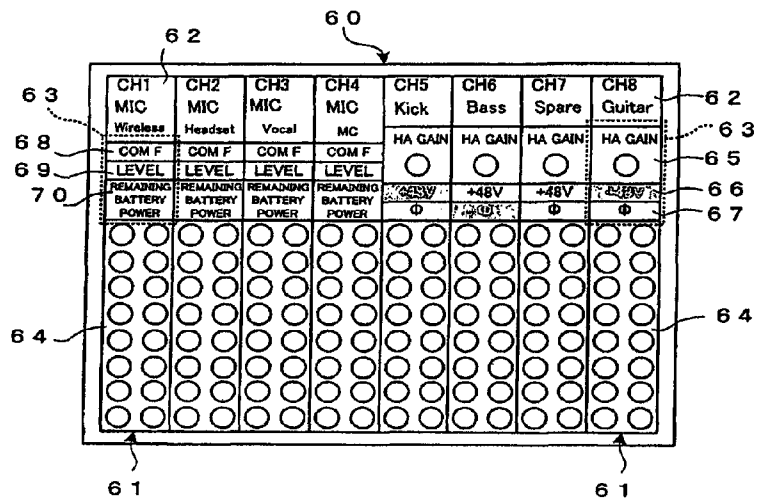 60
62
CH1 CH2 CH3 CH4 CH5 CH6 CH7 CH8
MIC MIC MIC MIC Kick Bass Spare Guitar
62
63
Wireless Headset Vocal MC
HA GAIN HA GAIN HA GAIN HA GAIN
63
68
COM F COM F COM F COM F
65
69
LEVEL LEVEL LEVEL LEVEL
70
REMAINING REMAINING REMAINING REMAINING
BATTERY BATTERY BATTERY BATTERY
POWER POWER POWER POWER
+48V +48V +48V +48V
66
Φ Φ Φ Φ
67
64
64
61
61